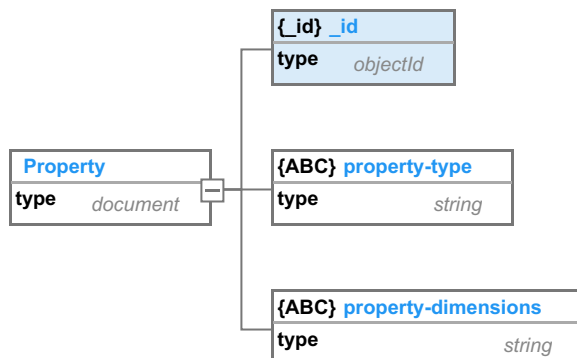 {_id} _id
type objectId
Property
type document
{ABC} property-type
type string
{ABC} property-dimensions
type string